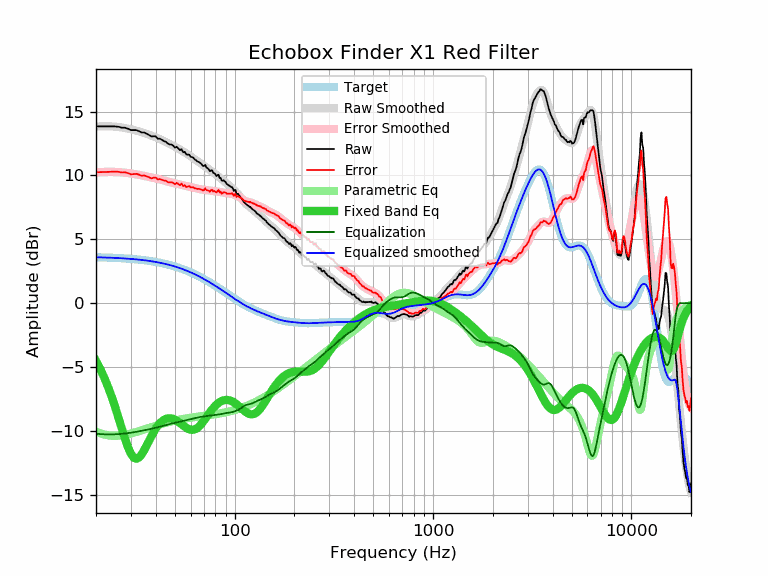 Echobox Finder X1 Red Filter
Target
Raw Smoothed
Error Smoothed
Raw
Error
Parametric Eq
Fixed Band Eq
Equalization
Equalized smoothed
15
10
5
0
−5
−10
−15
Amplitude (dBr)
100
1000
10000
Frequency (Hz)